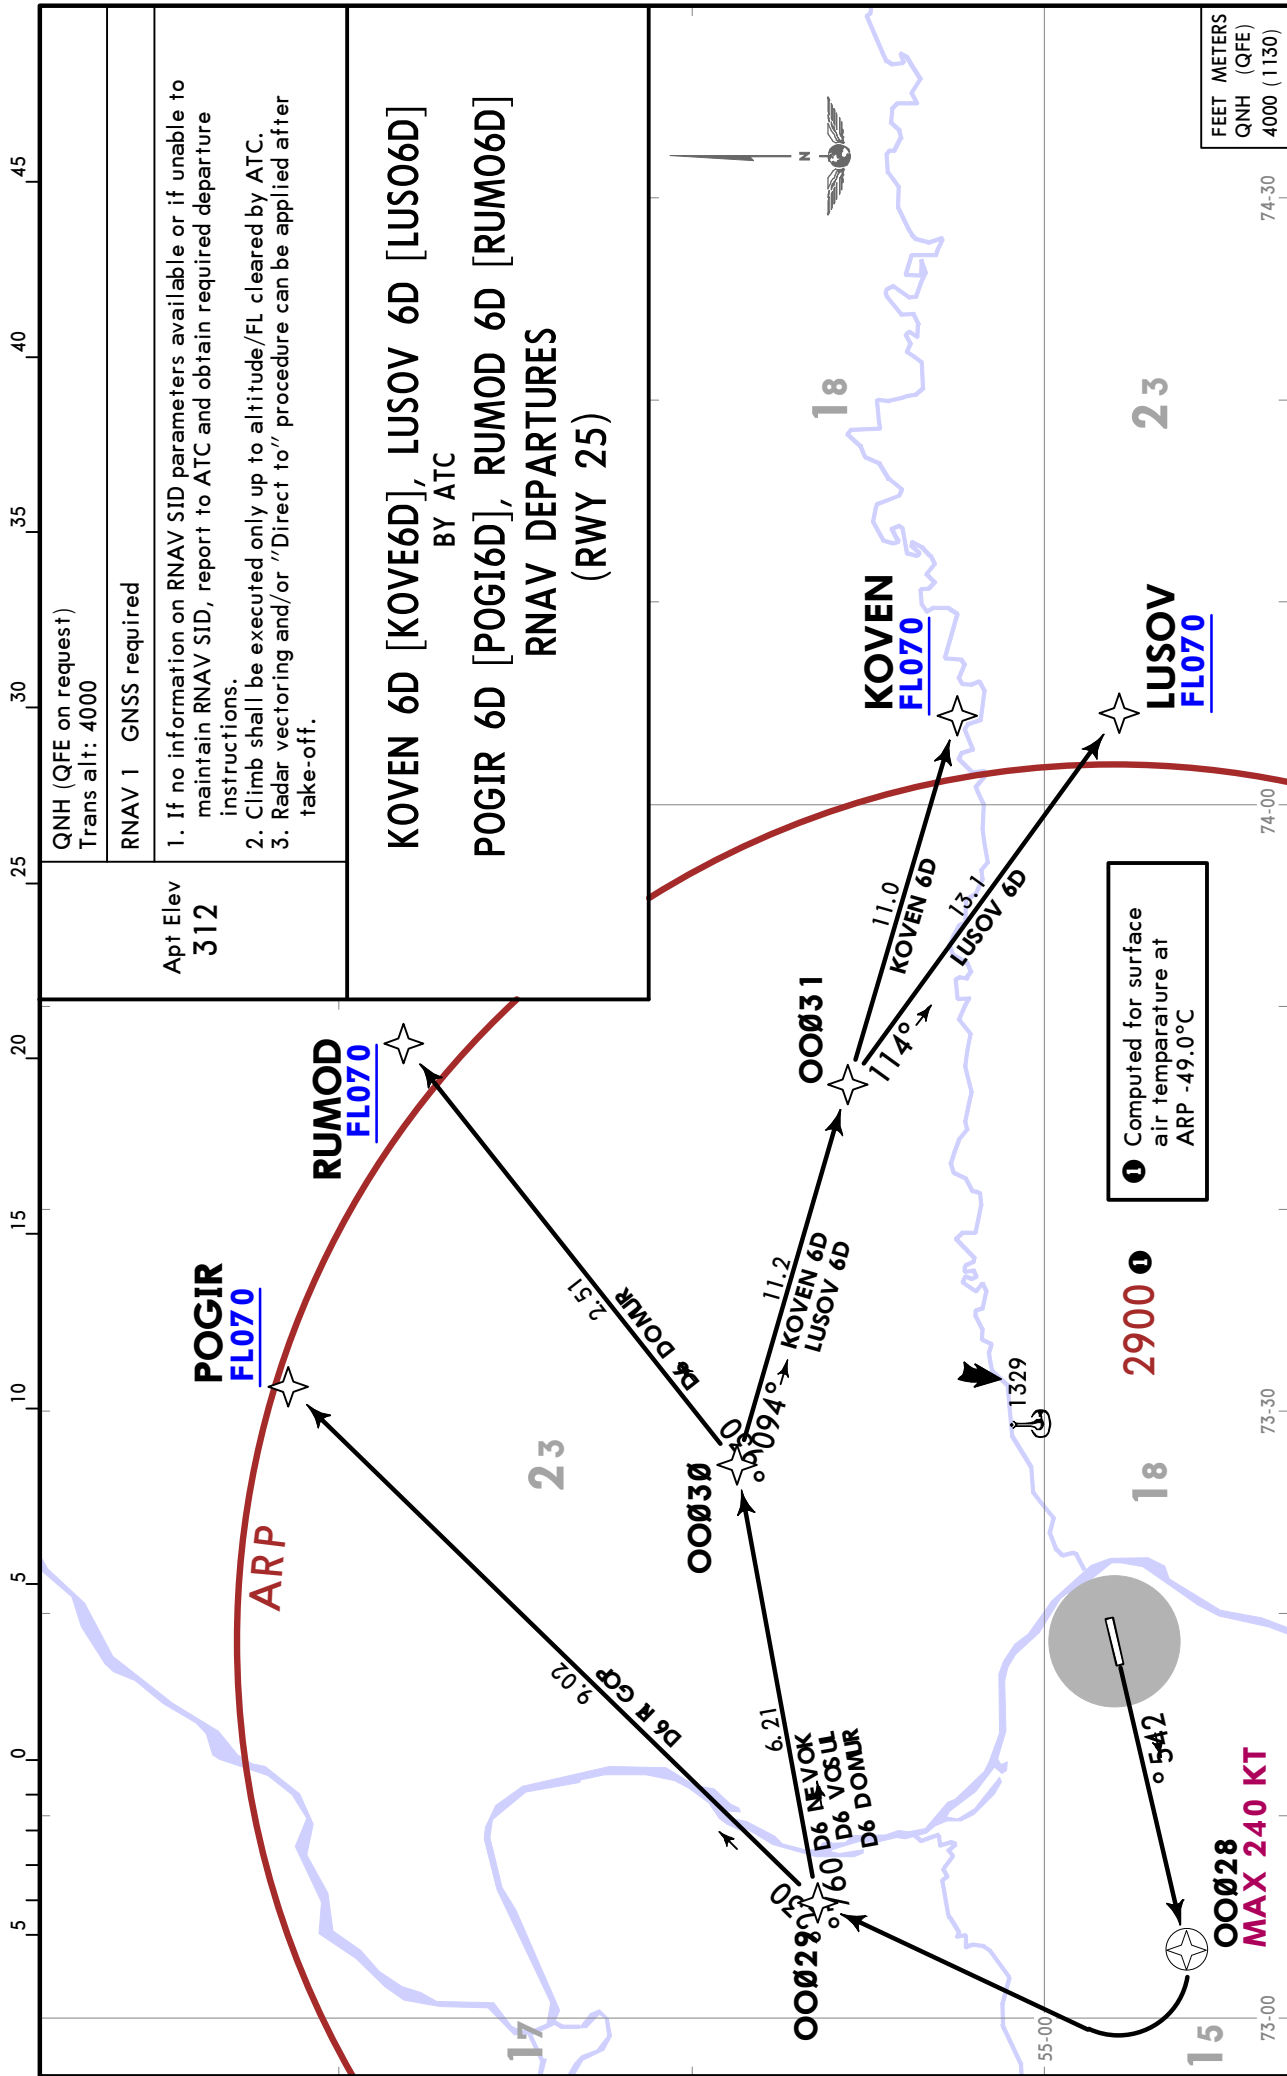 5
0
5
10
15
20
25
30
35
40
45
Apt Elev
312
QNH (QFE on request)
Trans alt: 4000
RNAV 1 GNSS required
1. If no information on RNAV SID parameters available or if unable to
maintain RNAV SID, report to ATC and obtain required departure
instructions.
2. Climb shall be executed only up to altitude/FL cleared by ATC.
3. Radar vectoring and/or "Direct to" procedure can be applied after
take-off.
KOVEN 6D [KOVE6D], LUSOV 6D [LUSO6D]
BY ATC
POGIR 6D [POGI6D], RUMOD 6D [RUMO6D]
RNAV DEPARTURES
(RWY 25)
N
POGIR
FL070
RUMOD
FL070
ARP
2.51
D6 DOMUR
9.02
23
18
17
OOØ3Ø
094°
11.2
KOVEN 6D
LUSOV 6D
OOØ31
11.0
KOVEN 6D
114°
13.1
LUSOV 6D
KOVEN
FL070
LUSOV
FL070
6.21
OOØ29
D6 NEVOK
D6 VOSUL
D6 DOMUR
1329
55-00
2900 ❶
❶ Computed for surface
air temparature at
ARP -49.0°C
18
23
15
OOØ28
MAX 240 KT
73-00
73-30
74-00
74-30
FEET METERS
QNH (QFE)
4000 (1130)